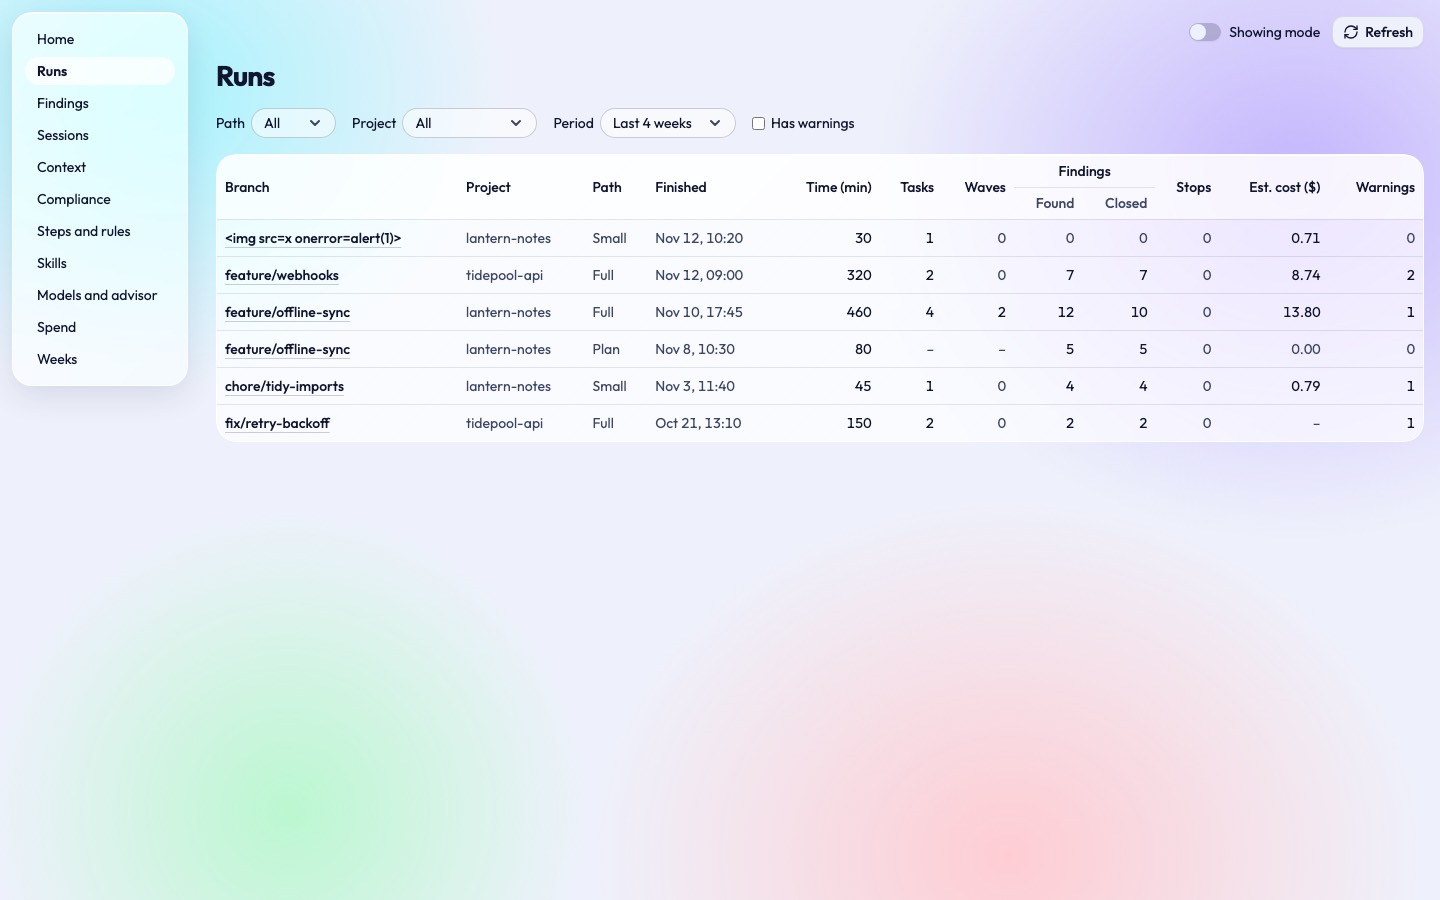 Home
Runs
Findings
Sessions
Context
Compliance
Steps and rules
Skills
Models and advisor
Spend
Weeks
Showing mode
Refresh
Runs
Path All Project All Period Last 4 weeks Has warnings
Findings
Branch Project Path Finished Time (min) Tasks Waves Stops Est. cost ($) Warnings
Found Closed
<img src=x onerror=alert(1)> lantern-notes Small Nov 12, 10:20 30 1 0 0 0 0 0.71 0
feature/webhooks tidepool-api Full Nov 12, 09:00 320 2 0 7 7 0 8.74 2
feature/offline-sync lantern-notes Full Nov 10, 17:45 460 4 2 12 10 0 13.80 1
feature/offline-sync lantern-notes Plan Nov 8, 10:30 80 – – 5 5 0 0.00 0
chore/tidy-imports lantern-notes Small Nov 3, 11:40 45 1 0 4 4 0 0.79 1
fix/retry-backoff tidepool-api Full Oct 21, 13:10 150 2 0 2 2 0 – 1